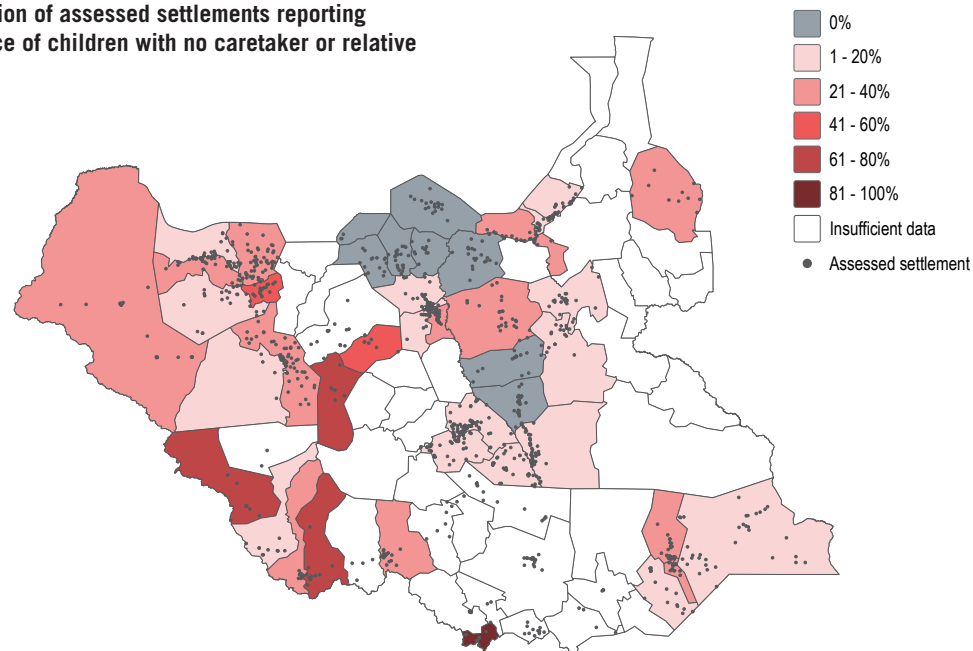 ion of assessed settlements reporting
ce of children with no caretaker or relative
0%
1 - 20%
21 - 40%
41 - 60%
61 - 80%
81 - 100%
Insufficient data
Assessed settlement